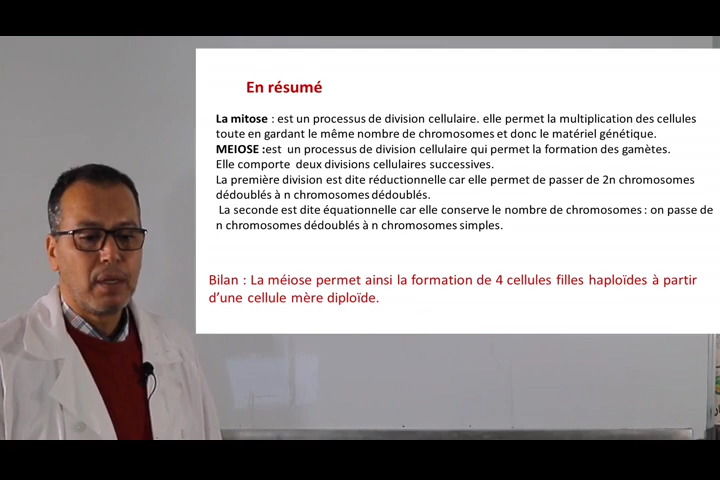 En résumé
La mitose : est un processus de division cellulaire. elle permet la multiplication des cellules
toute en gardant le même nombre de chromosomes et donc le matériel génétique.
MEIOSE :est un processus de division cellulaire qui permet la formation des gamètes.
Elle comporte deux divisions cellulaires successives.
La première division est dite réductionnelle car elle permet de passer de 2n chromosomes
dédoublés à n chromosomes dédoublés.
La seconde est dite équationnelle car elle conserve le nombre de chromosomes : on passe de
n chromosomes dédoublés à n chromosomes simples.
Bilan : La méiose permet ainsi la formation de 4 cellules filles haploïdes à partir
d'une cellule mère diploïde.